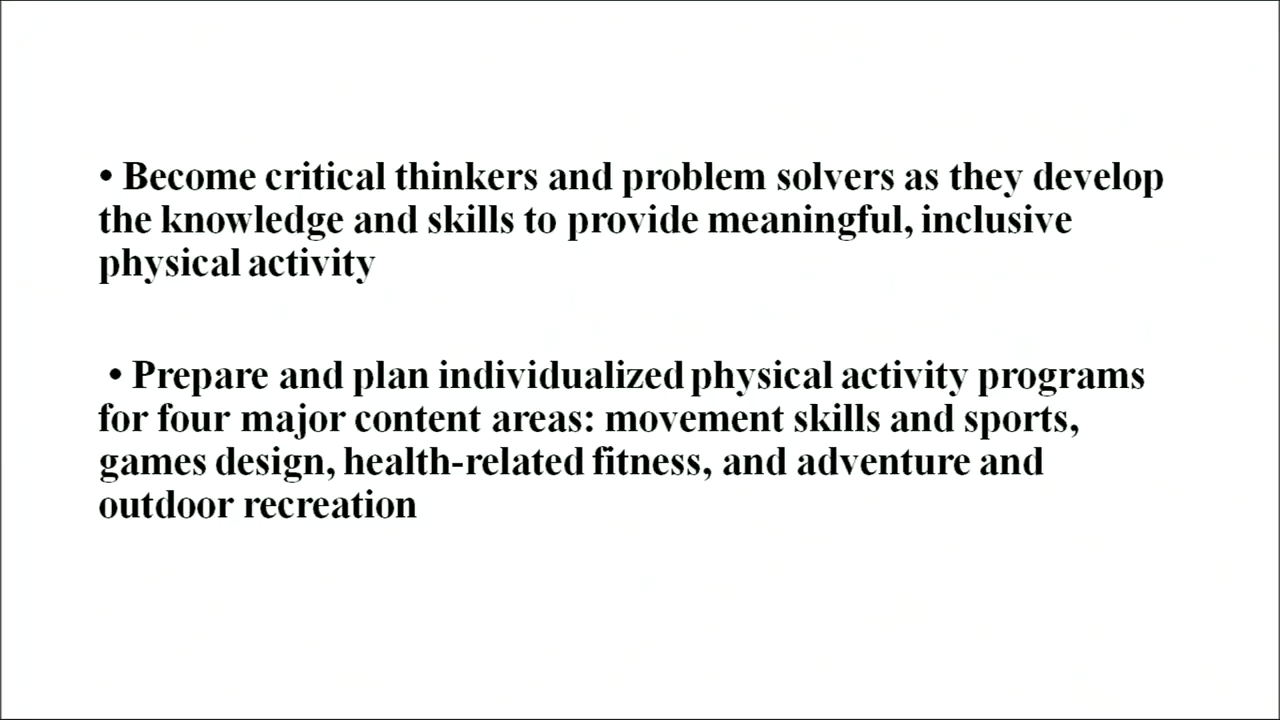 • Become critical thinkers and problem solvers as they develop
the knowledge and skills to provide meaningful, inclusive
physical activity
• Prepare and plan individualized physical activity programs
for four major content areas: movement skills and sports,
games design, health-related fitness, and adventure and
outdoor recreation